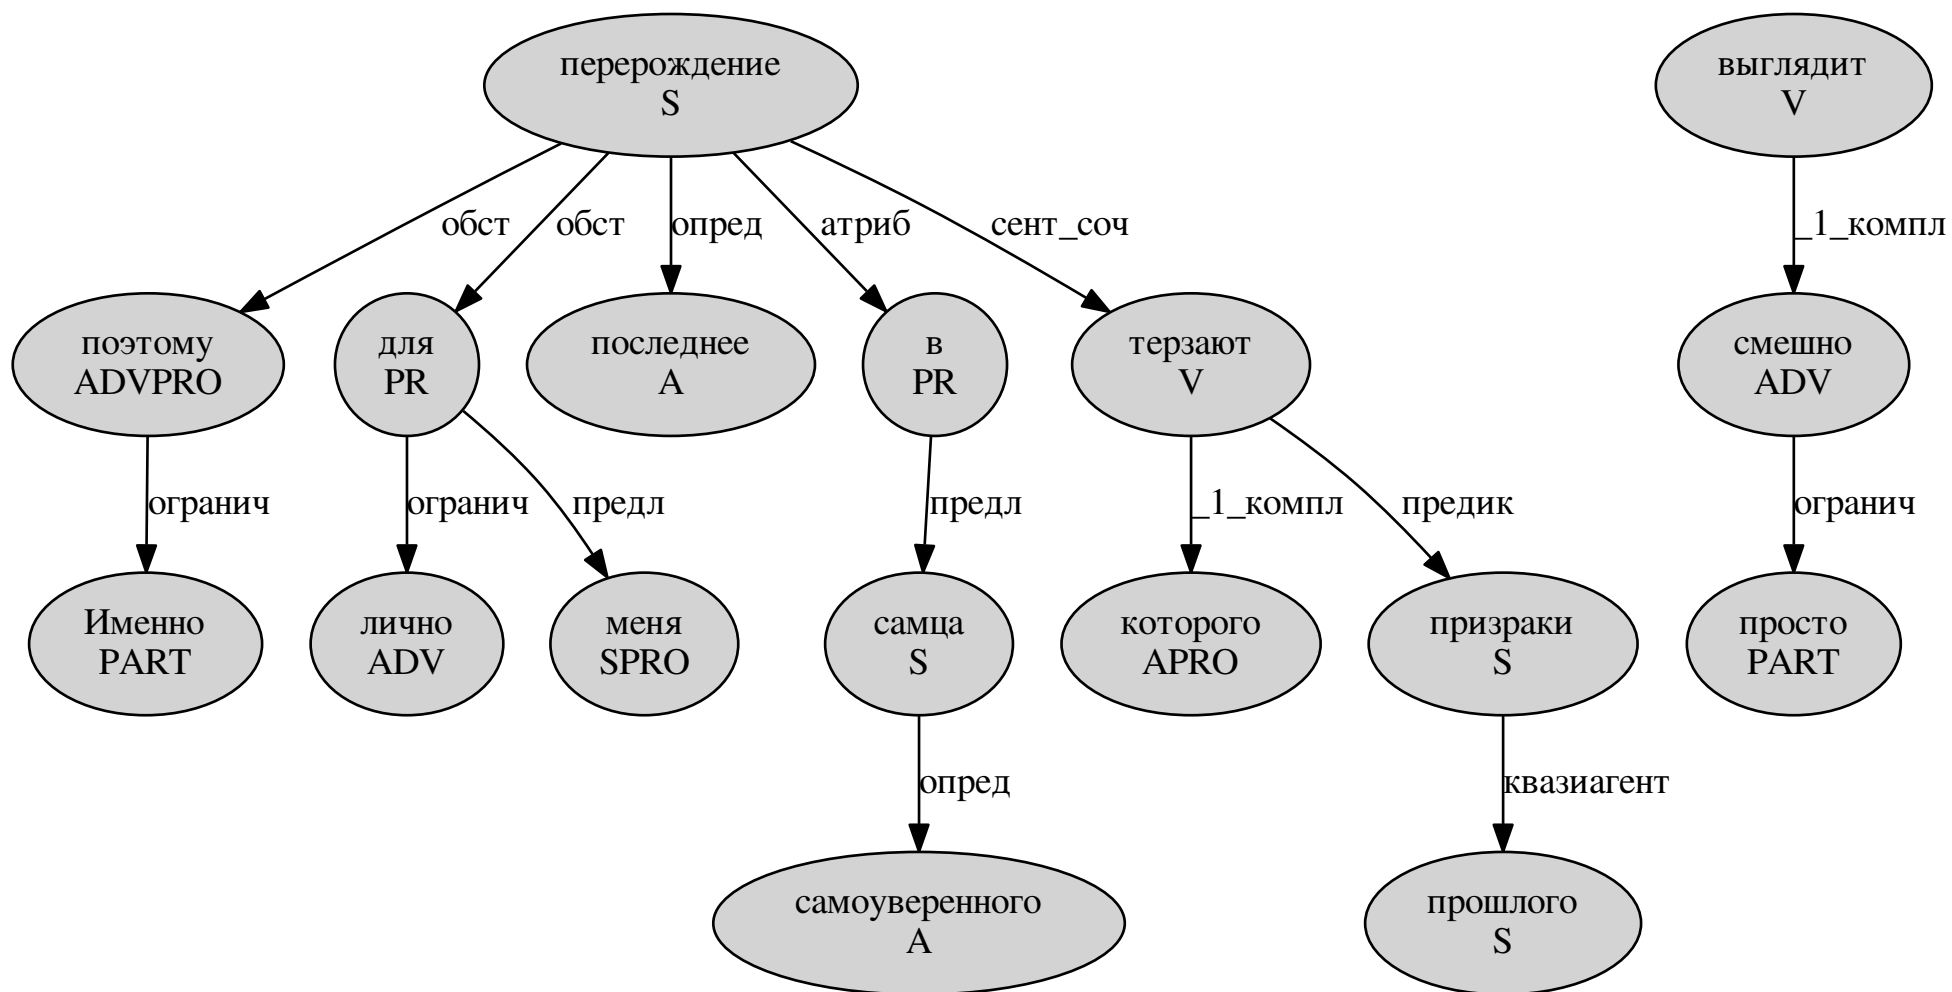 перерождение
S
выглядит
V
обст
обст
опред
атриб
сент_соч
_1_компл
поэтому
ADVPRO
для
PR
последнее
A
в
PR
терзают
V
смешно
ADV
огранич
огранич
предл
предл
_1_компл
предик
огранич
Именно
PART
лично
ADV
меня
SPRO
самца
S
которого
APRO
призраки
S
просто
PART
опред
квазиагент
самоуверенного
A
прошлого
S